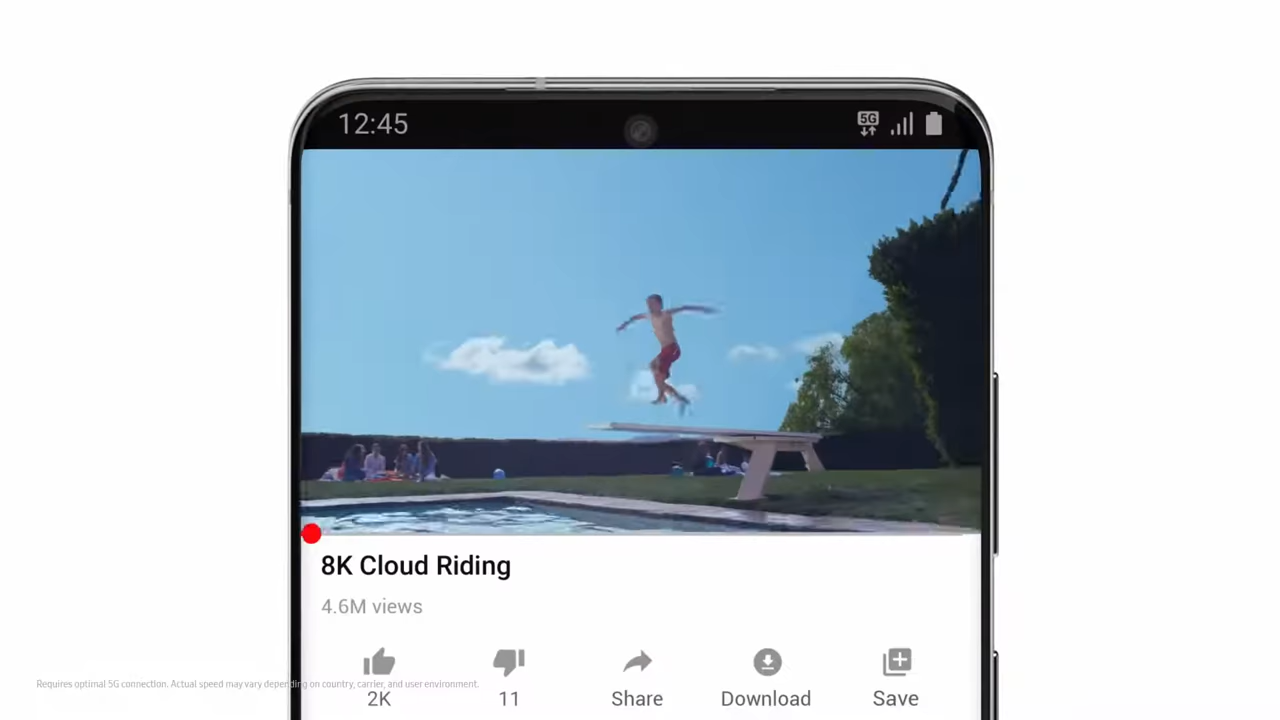 12:45
5G
8K Cloud Riding
4.6M views
2K
11
Share
Download
Save
Requires optimal 5G connection. Actual speed may vary depending on country, carrier, and user environment.